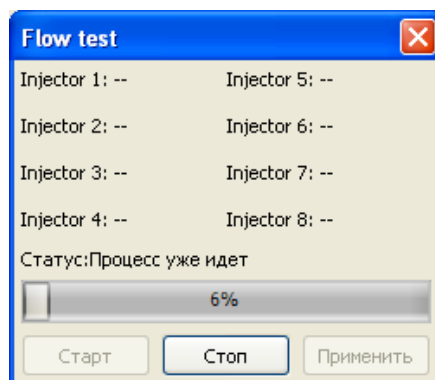 Flow test
Injector 1: -- Injector 5: --
Injector 2: -- Injector 6: --
Injector 3: -- Injector 7: --
Injector 4: -- Injector 8: --
Статус:Процесс уже идет
6%
Старт Стоп Применить